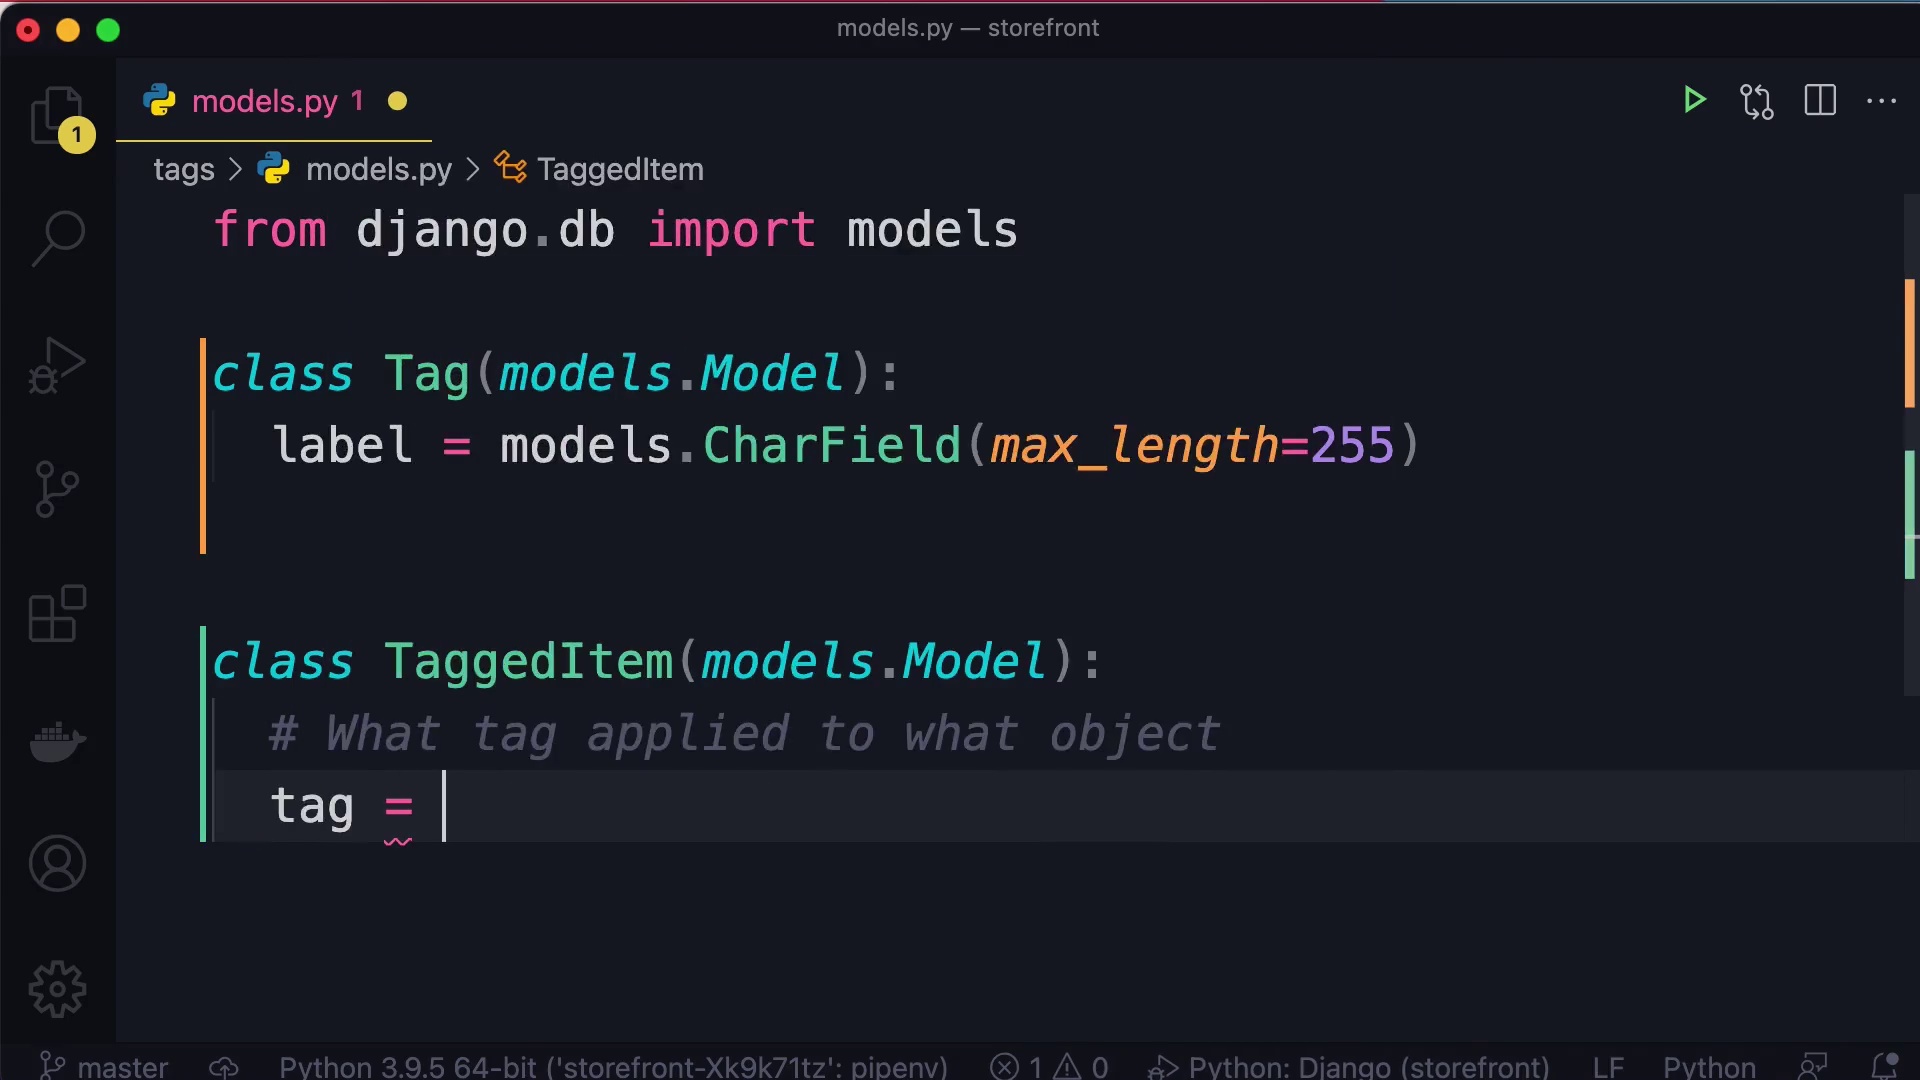 models.py — storefront
models.py 1
1
tags > models.py > TaggedItem
from django.db import models
class Tag(models.Model):
label = models.CharField(max_length=255)
class TaggedItem(models.Model):
# What tag applied to what object
tag =
master Python 3.9.5 64-bit ('storefront-Xk9k71tz': pipenv) 1 0 Python: Django (storefront) LF Python